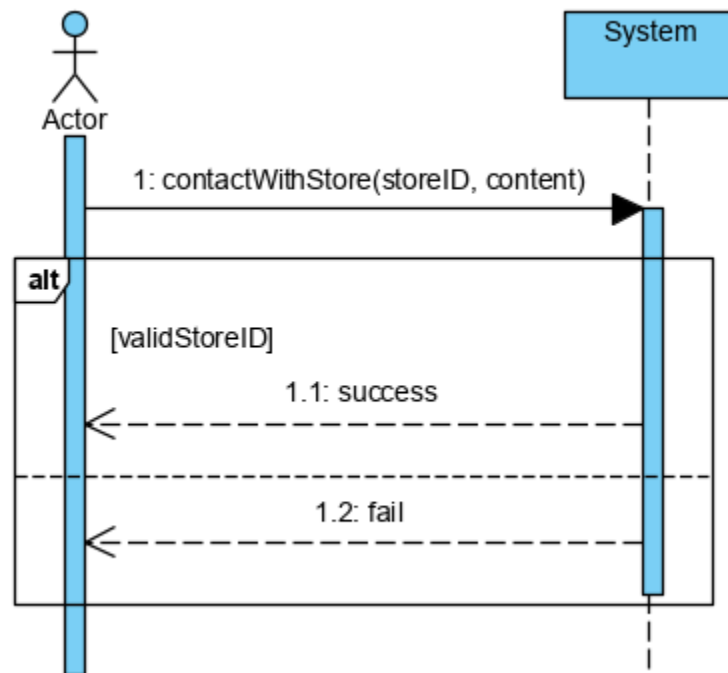 System
Actor
1: contactWithStore(storeID, content)
alt
[validStoreID]
1.1: success
1.2: fail